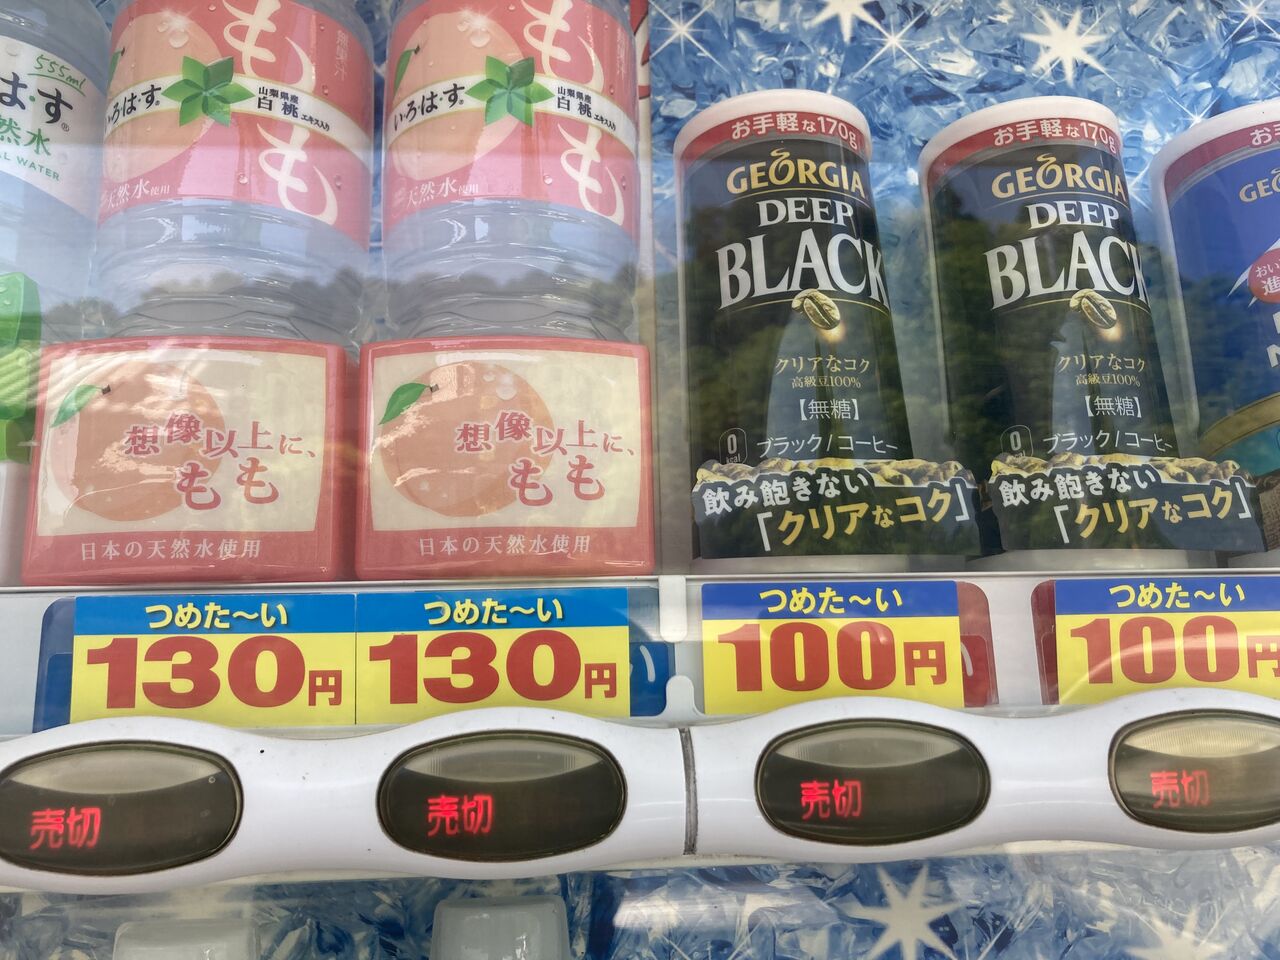 555ml
は・す
然水
AL WATER
もも
いろは・す
山梨県産
白桃 エキス入り
天然水使用
想像以上に、
もも
日本の天然水使用
もも
いろは・す
山梨県産
白桃 エキス入り
天然水使用
想像以上に、
もも
日本の天然水使用
お手軽な170g
GEORGIA
DEEP
BLACK
クリアなコク
高級豆100%
【無糖】
0
kcal
ブラック/コーヒー
飲み飽きない
「クリアなコク」
お手軽な170g
GEORGIA
DEEP
BLACK
クリアなコク
高級豆100%
【無糖】
0
kcal
ブラック/コーヒー
飲み飽きない
「クリアなコク」
お手
GE
つめた〜い
130円
つめた〜い
130円
つめた〜い
100円
つめた〜い
100円
売切
売切
売切
売切